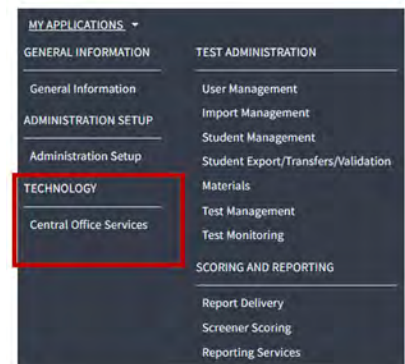 MY APPLICATIONS
GENERAL INFORMATION
General Information
ADMINISTRATION SETUP
Administration Setup
TECHNOLOGY
Central Office Services
TEST ADMINISTRATION
User Management
Import Management
Student Management
Student Export/Transfers/Validation
Materials
Test Management
Test Monitoring
SCORING AND REPORTING
Report Delivery
Screener Scoring
Reporting Services